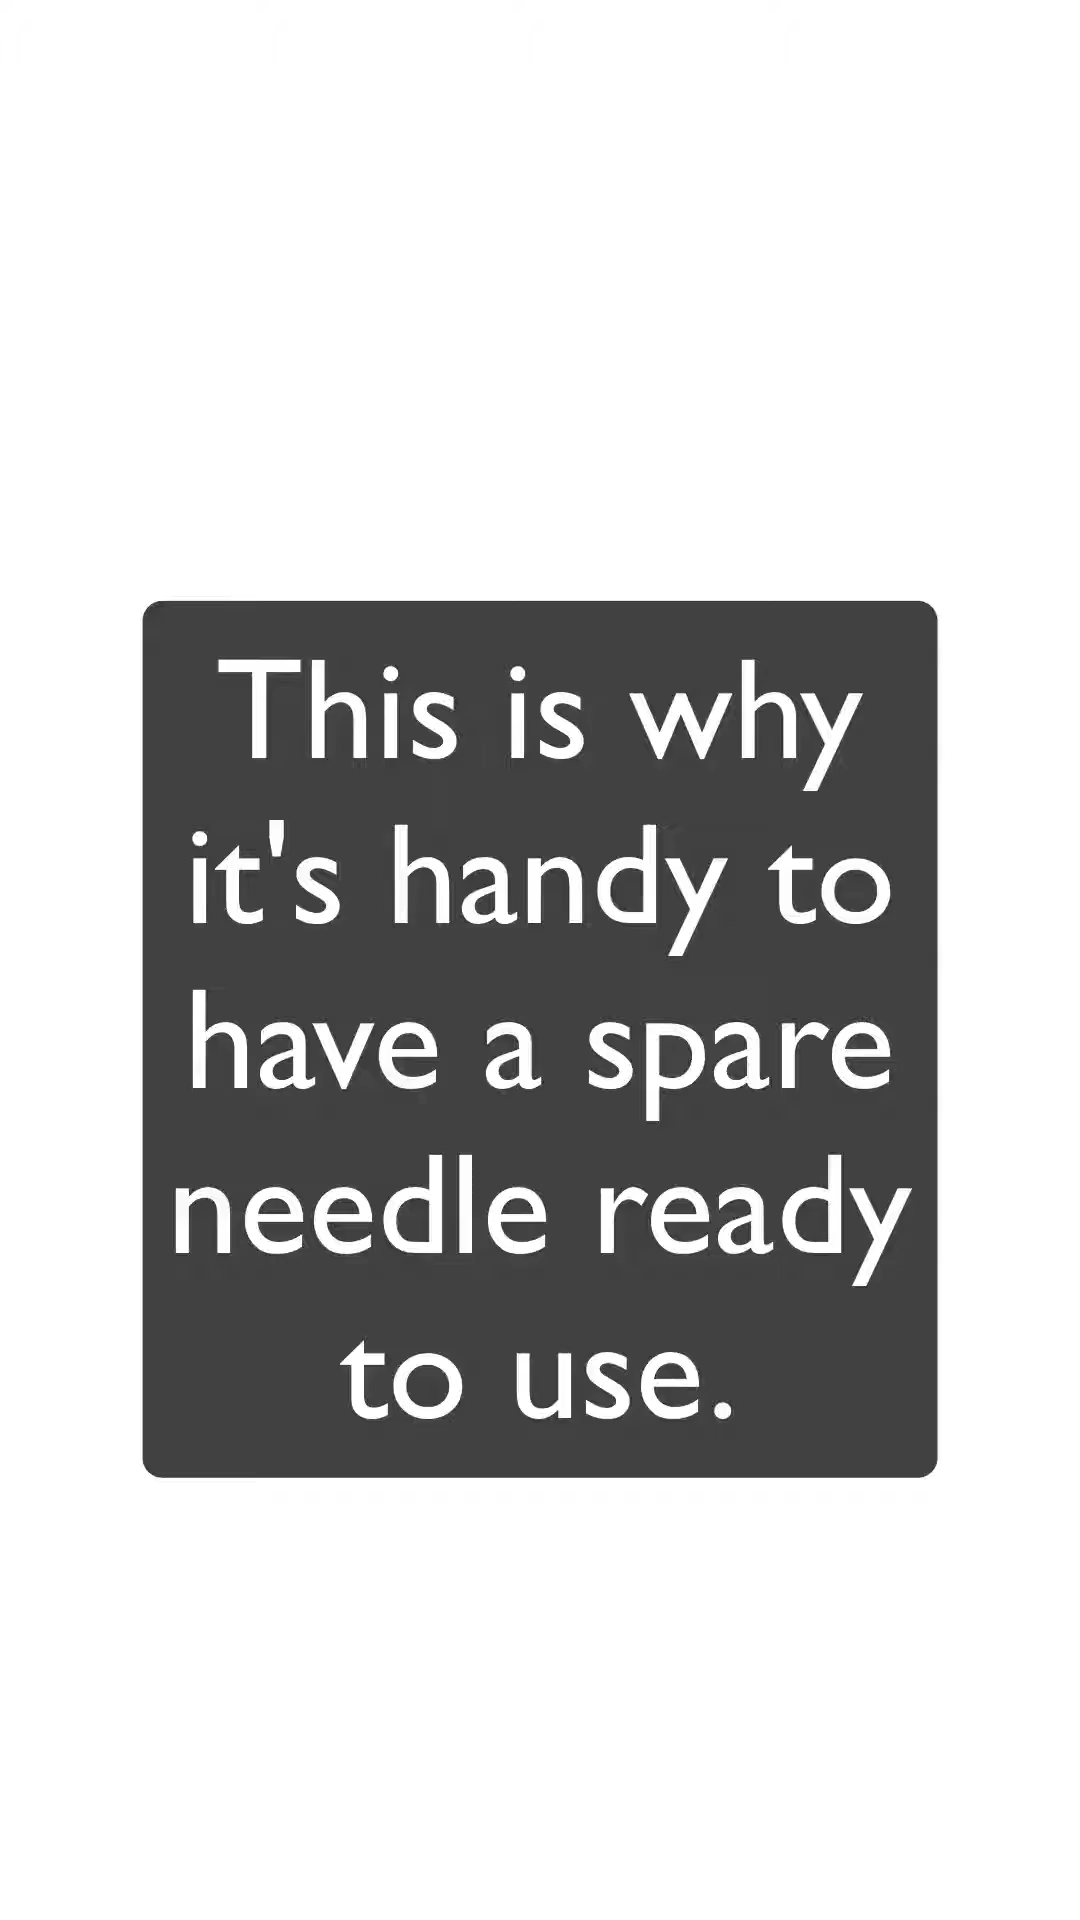 This is why
it's handy to
have a spare
needle ready
to use.